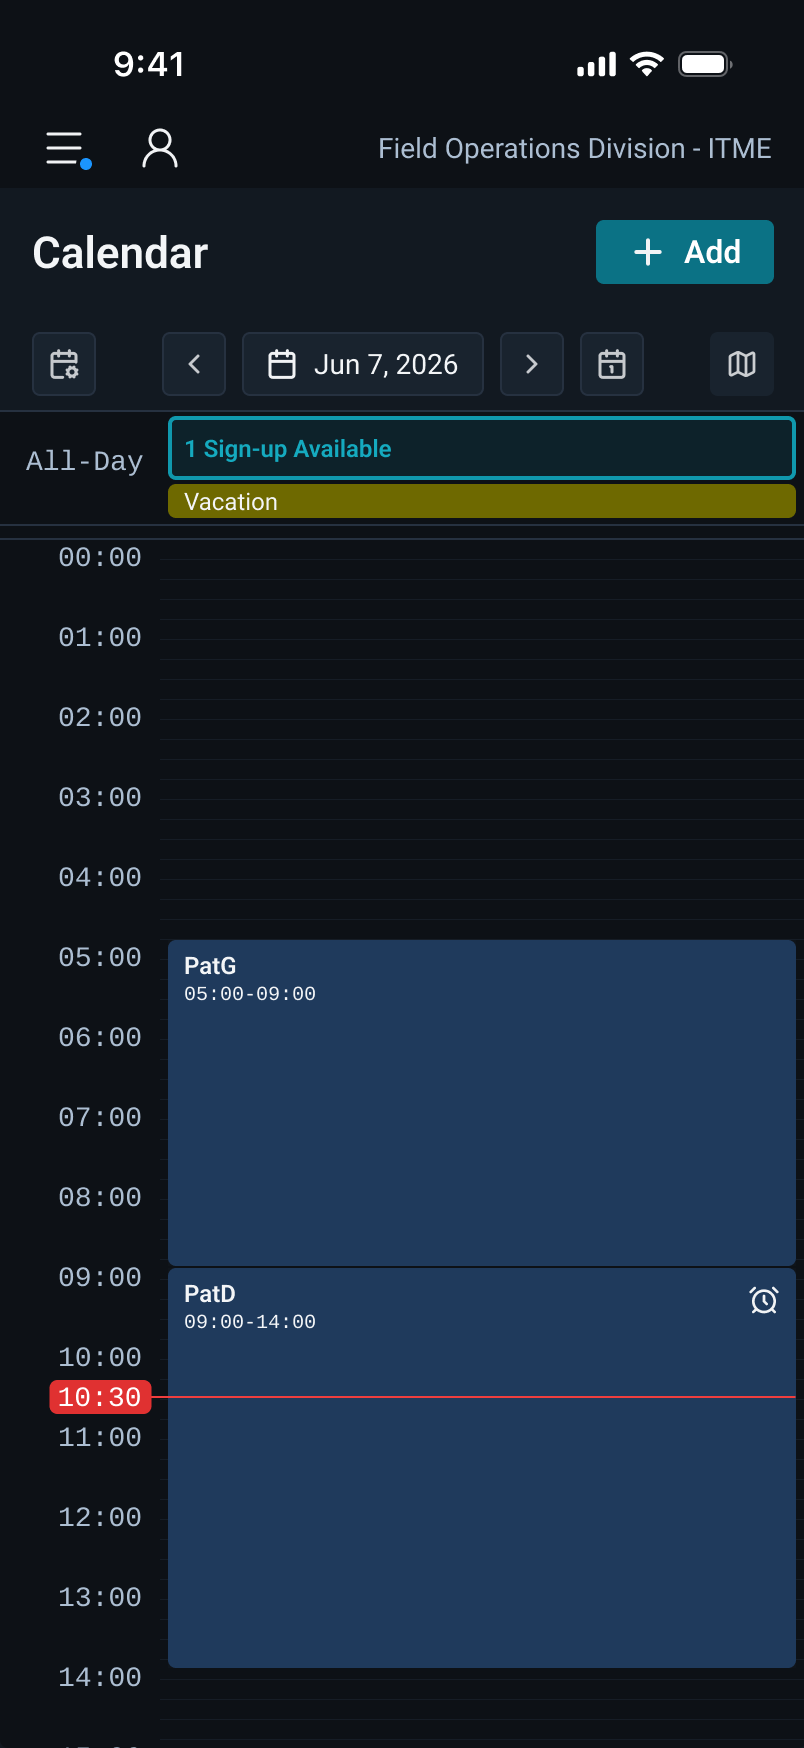 9:41
Field Operations Division - ITME
Calendar
Add
Jun 7, 2026
All-Day
1 Sign-up Available
Vacation
00:00
01:00
02:00
03:00
04:00
05:00
PatG
05:00-09:00
06:00
07:00
08:00
09:00
PatD
09:00-14:00
10:00
10:30
11:00
12:00
13:00
14:00